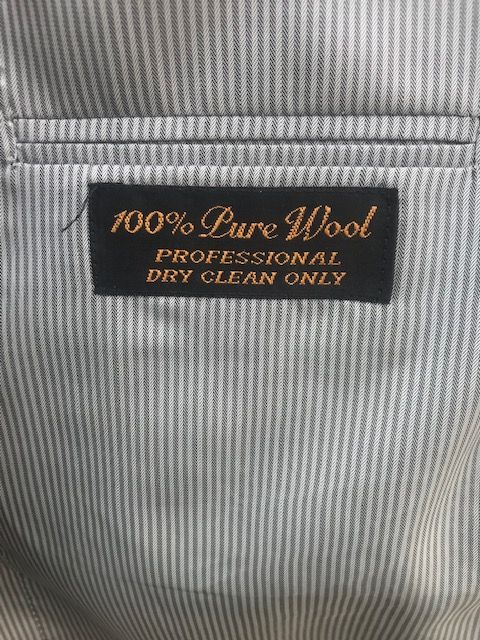 100% Pure Wool
PROFESSIONAL
DRY CLEAN ONLY